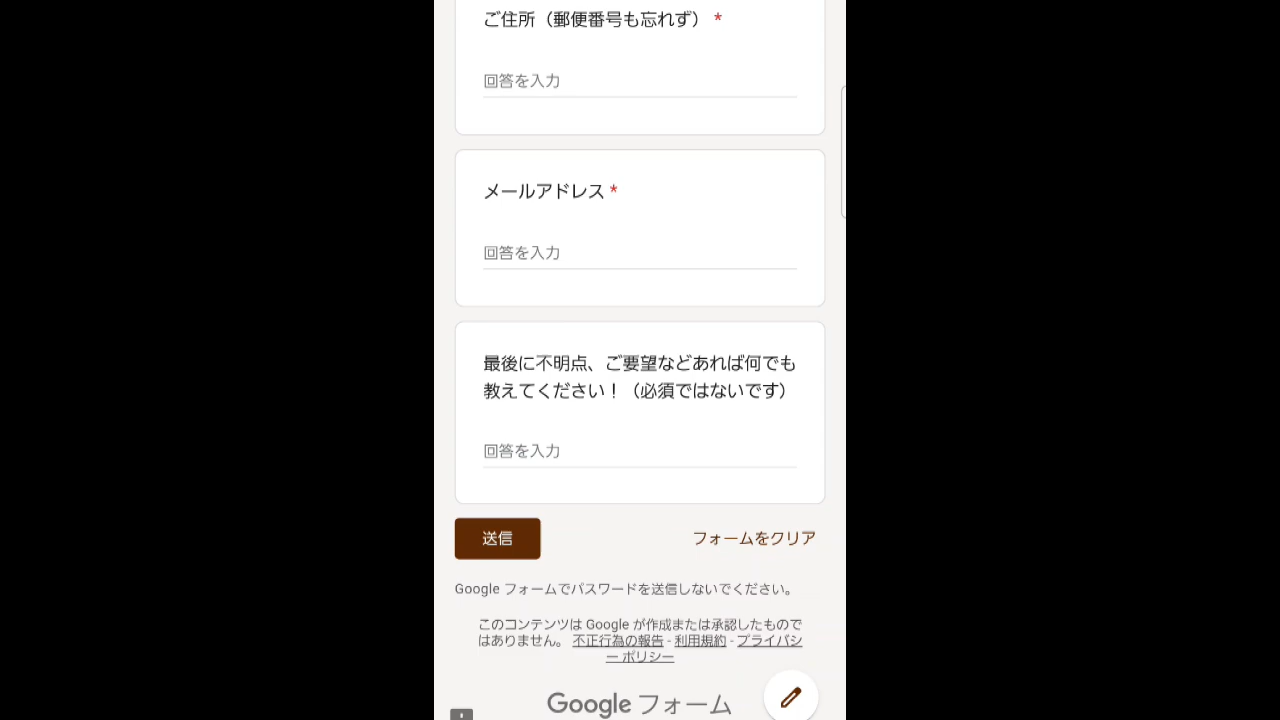 ご住所（郵便番号も忘れず） *
回答を入力
メールアドレス *
回答を入力
最後に不明点、ご要望などあれば何でも
教えてください！（必須ではないです）
回答を入力
送信
フォームをクリア
Google フォームでパスワードを送信しないでください。
このコンテンツは Google が作成または承認したもので
はありません。 不正行為の報告 - 利用規約 - プライバシ
ー ポリシー
Google フォーム